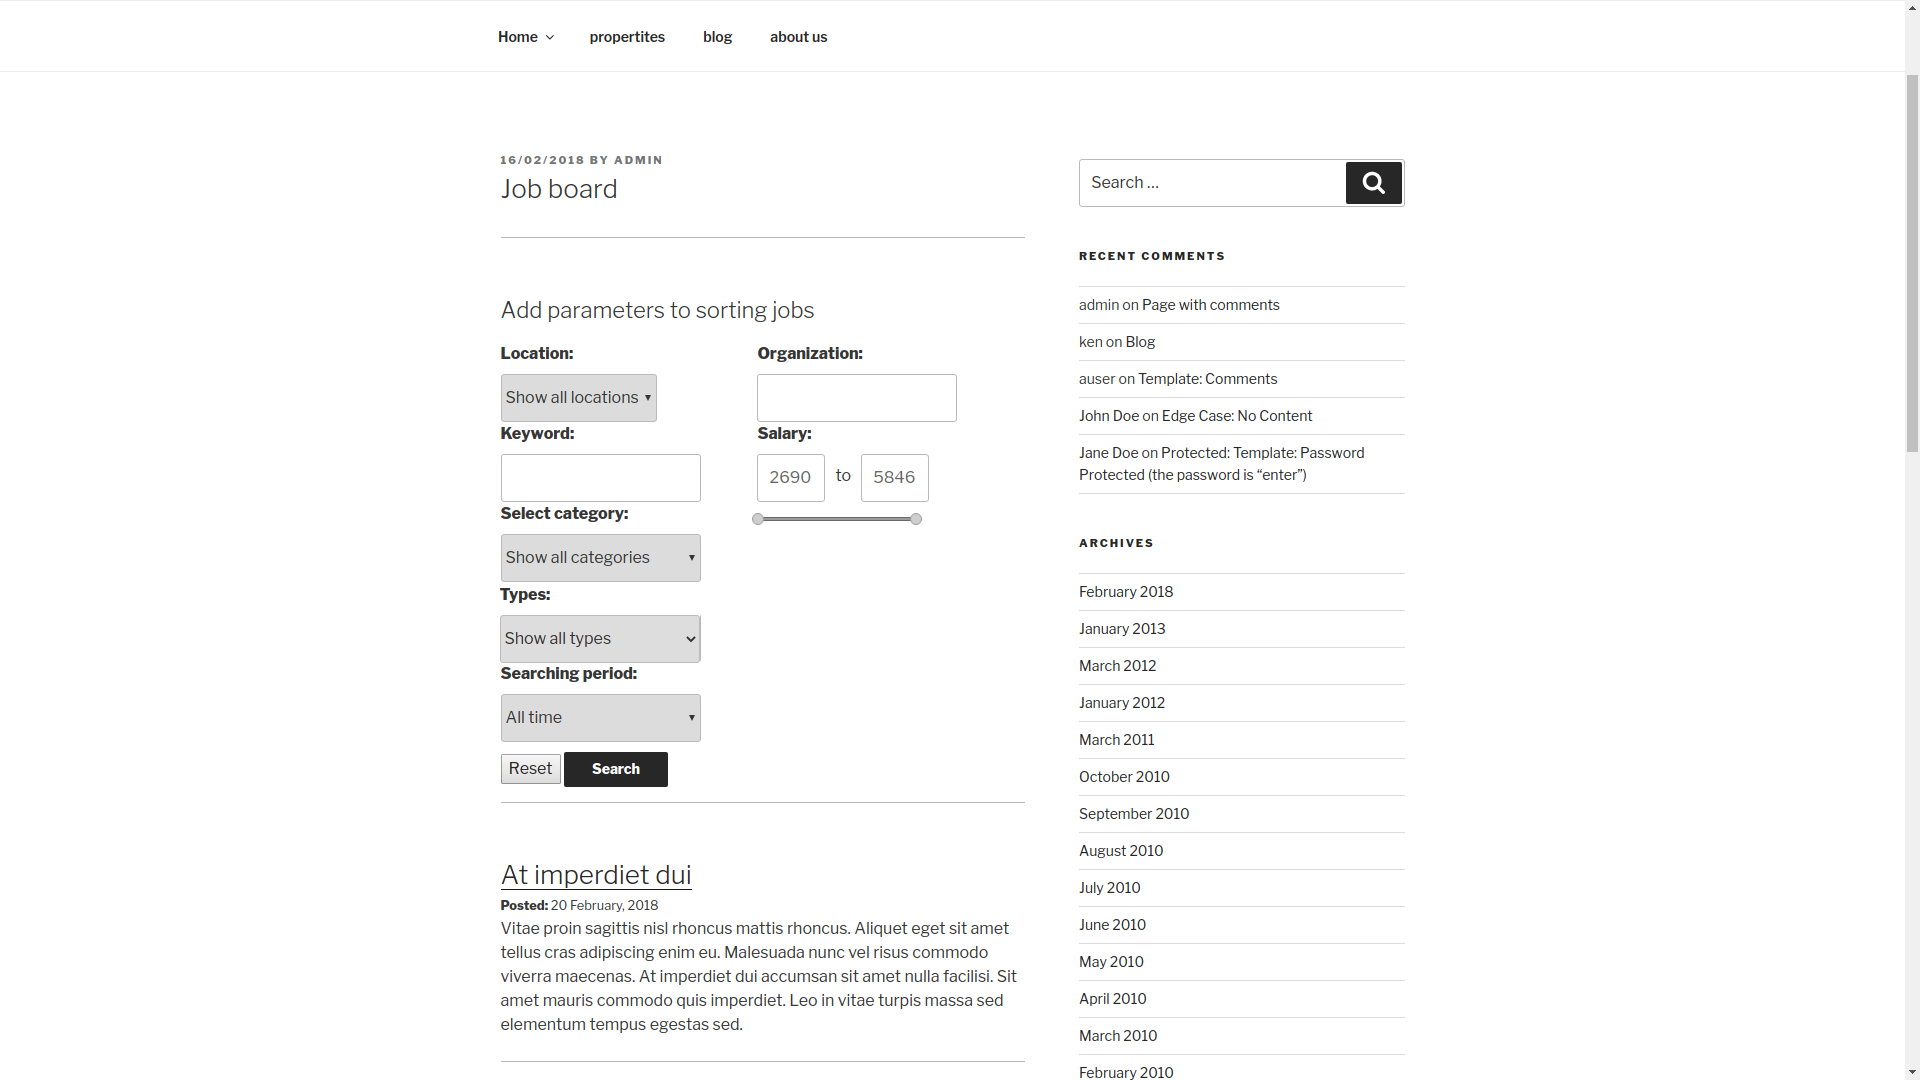 Home
propertites
blog
about us
16/02/2018 BY ADMIN
Job board
Add parameters to sorting jobs
Location:
Show all locations
Organization:
Keyword:
Salary:
2690 to 5846
Select category:
Show all categories
Types:
Show all types
Searching period:
All time
Reset
Search
At imperdiet dui
Posted: 20 February, 2018
Vitae proin sagittis nisl rhoncus mattis rhoncus. Aliquet eget sit amet
tellus cras adipiscing enim eu. Malesuada nunc vel risus commodo
viverra maecenas. At imperdiet dui accumsan sit amet nulla facilisi. Sit
amet mauris commodo quis imperdiet. Leo in vitae turpis massa sed
elementum tempus egestas sed.
Search …
RECENT COMMENTS
admin on Page with comments
ken on Blog
auser on Template: Comments
John Doe on Edge Case: No Content
Jane Doe on Protected: Template: Password
Protected (the password is “enter”)
ARCHIVES
February 2018
January 2013
March 2012
January 2012
March 2011
October 2010
September 2010
August 2010
July 2010
June 2010
May 2010
April 2010
March 2010
February 2010